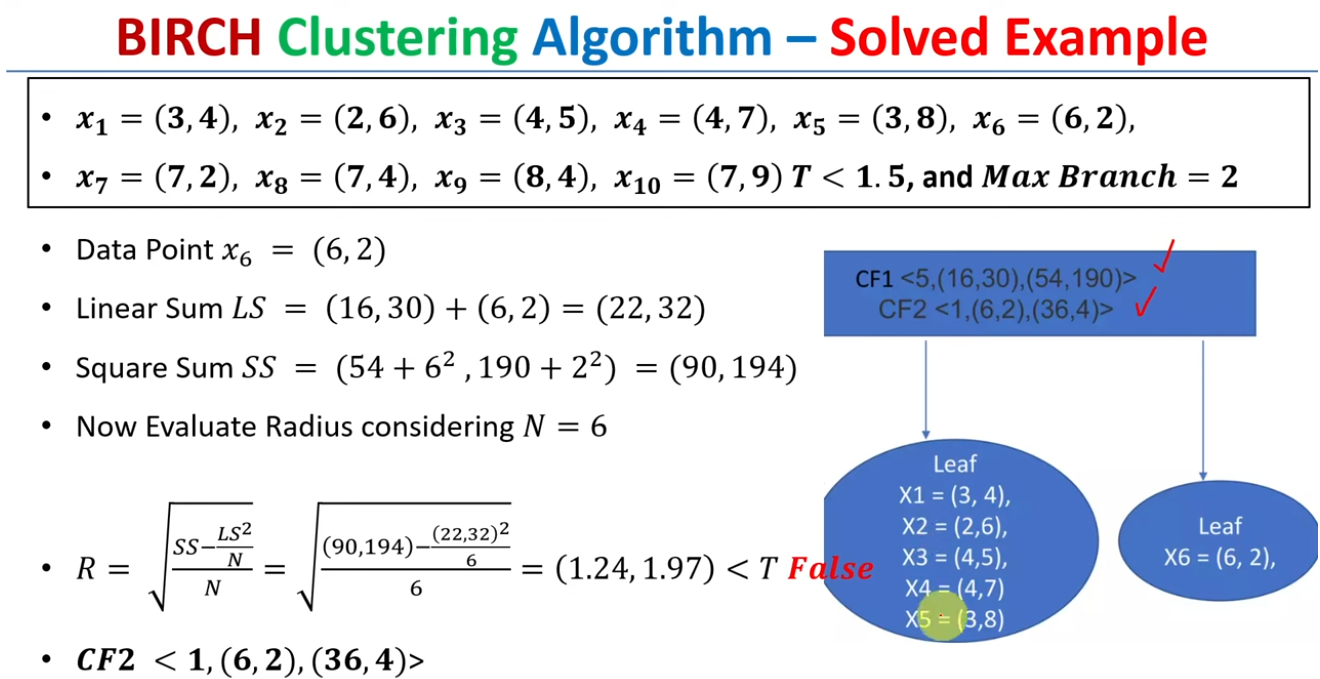 BIRCH Clustering Algorithm – Solved Example
• x₁ = (3, 4), x₂ = (2, 6), x₃ = (4, 5), x₄ = (4, 7), x₅ = (3, 8), x₆ = (6, 2),
• x₇ = (7, 2), x₈ = (7, 4), x₉ = (8, 4), x₁₀ = (7, 9) T < 1.5, and Max Branch = 2
• Data Point x₆ = (6, 2)
• Linear Sum LS = (16, 30) + (6, 2) = (22, 32)
• Square Sum SS = (54 + 6² , 190 + 2²) = (90, 194)
• Now Evaluate Radius considering N = 6
• R = √((SS−LS²/N)/N) = √(((90,194)−(22,32)²/6)/6) = (1.24, 1.97) < T False
• CF2 < 1, (6, 2), (36, 4)>
CF1 <5,(16,30),(54,190)>
CF2 <1,(6,2),(36,4)>
Leaf
X1 = (3, 4),
X2 = (2,6),
X3 = (4,5),
X4 = (4,7)
X5 = (3,8)
Leaf
X6 = (6, 2),